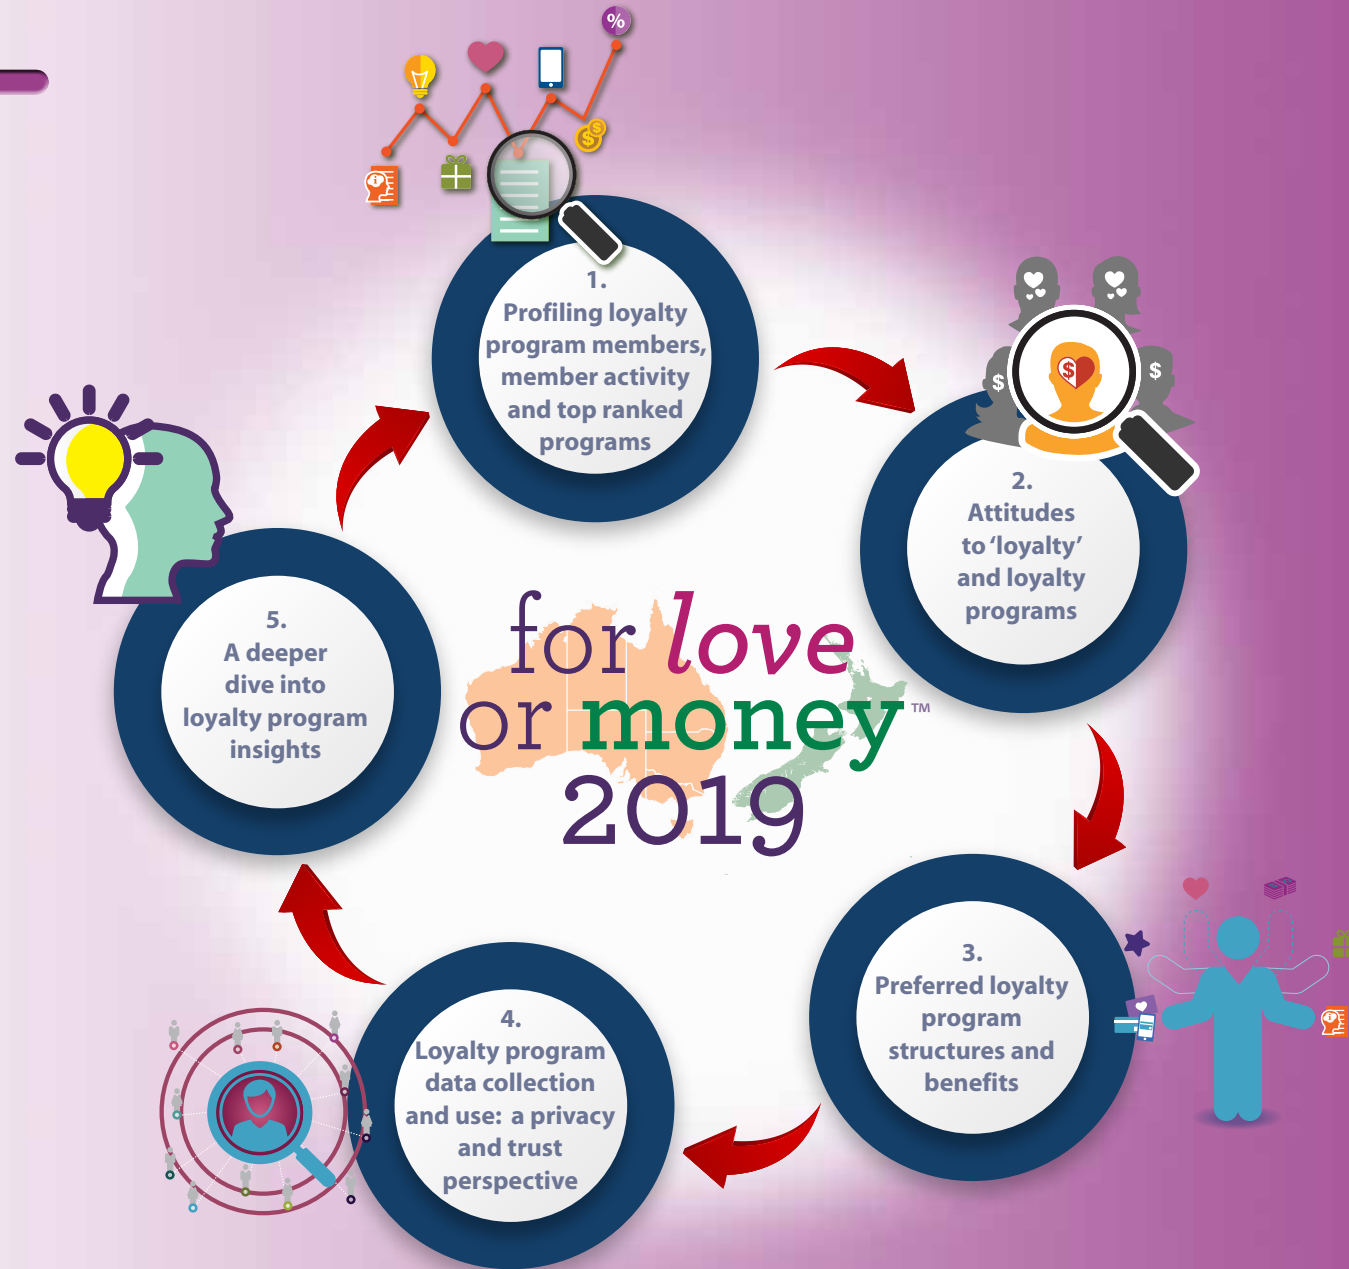 %
$
$
1.
Profiling loyalty
program members,
member activity
and top ranked
programs
$
$
$
2.
Attitudes
to ‘loyalty’
and loyalty
programs
3.
Preferred loyalty
program
structures and
benefits
4.
Loyalty program
data collection
and use: a privacy
and trust
perspective
5.
A deeper
dive into
loyalty program
insights
for love
or money™
2019